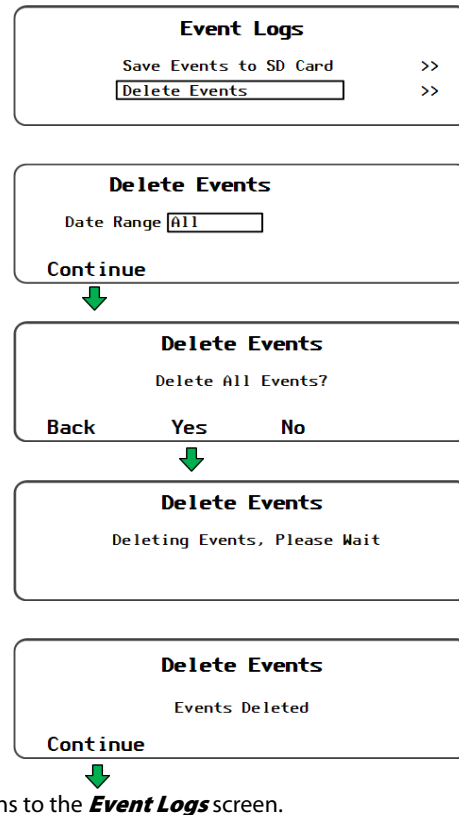 Event Logs
Save Events to SD Card >>
Delete Events >>
Delete Events
Date Range All
Continue
Delete Events
Delete All Events?
Back Yes No
Delete Events
Deleting Events, Please Wait
Delete Events
Events Deleted
Continue
to the Event Logs screen.